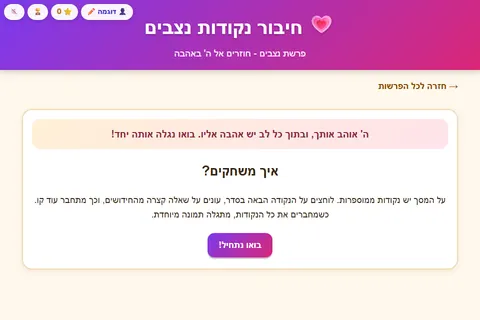 דוגמה
0
חיבור נקודות נצבים
פרשת נצבים - חוזרים אל ה' באהבה
→ חזרה לכל הפרשות
ה' אוהב אותך, ובתוך כל לב יש אהבה אליו. בואו נגלה אותה יחד!
איך משחקים?
על המסך יש נקודות ממוספרות. לוחצים על הנקודה הבאה בסדר, עונים על שאלה קצרה מהחידושים, וכך מתחבר עוד קו.
כשמחברים את כל הנקודות, מתגלה תמונה מיוחדת.
בואו נתחיל!